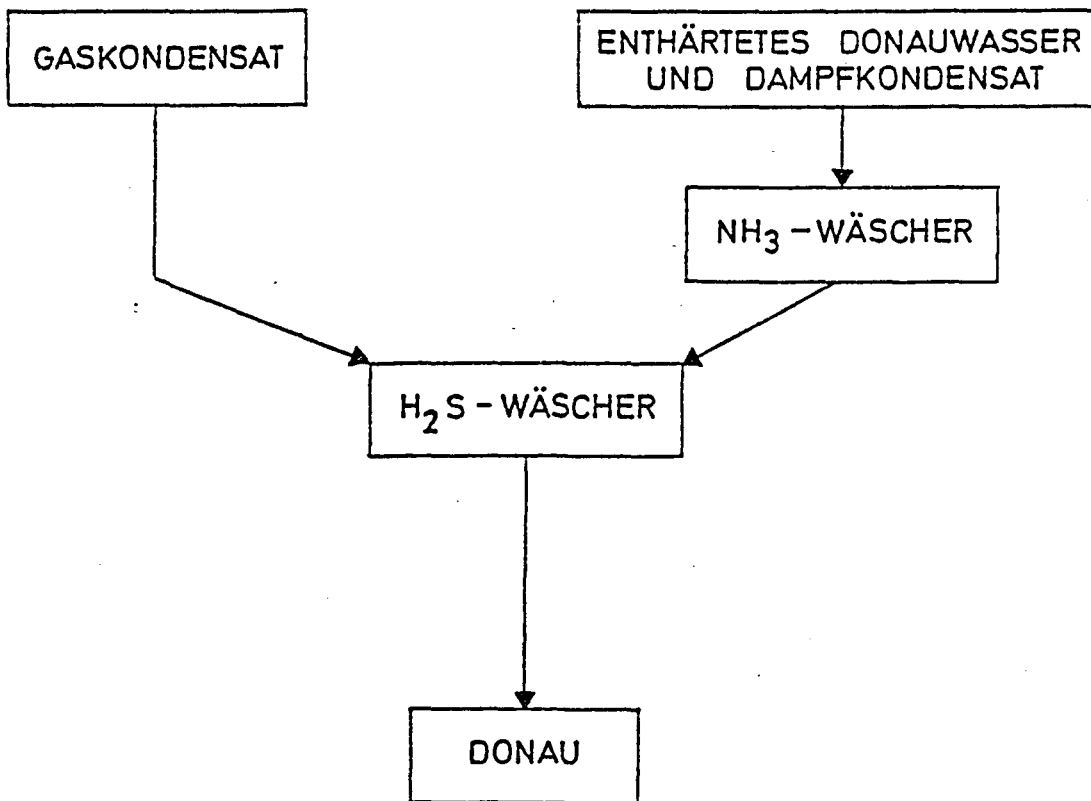 GASKONDENSAT
ENTHÄRTETES DONAUWASSER
UND DAMPFKONDENSAT
NH₃-WÄSCHER
H₂S-WÄSCHER
DONAU